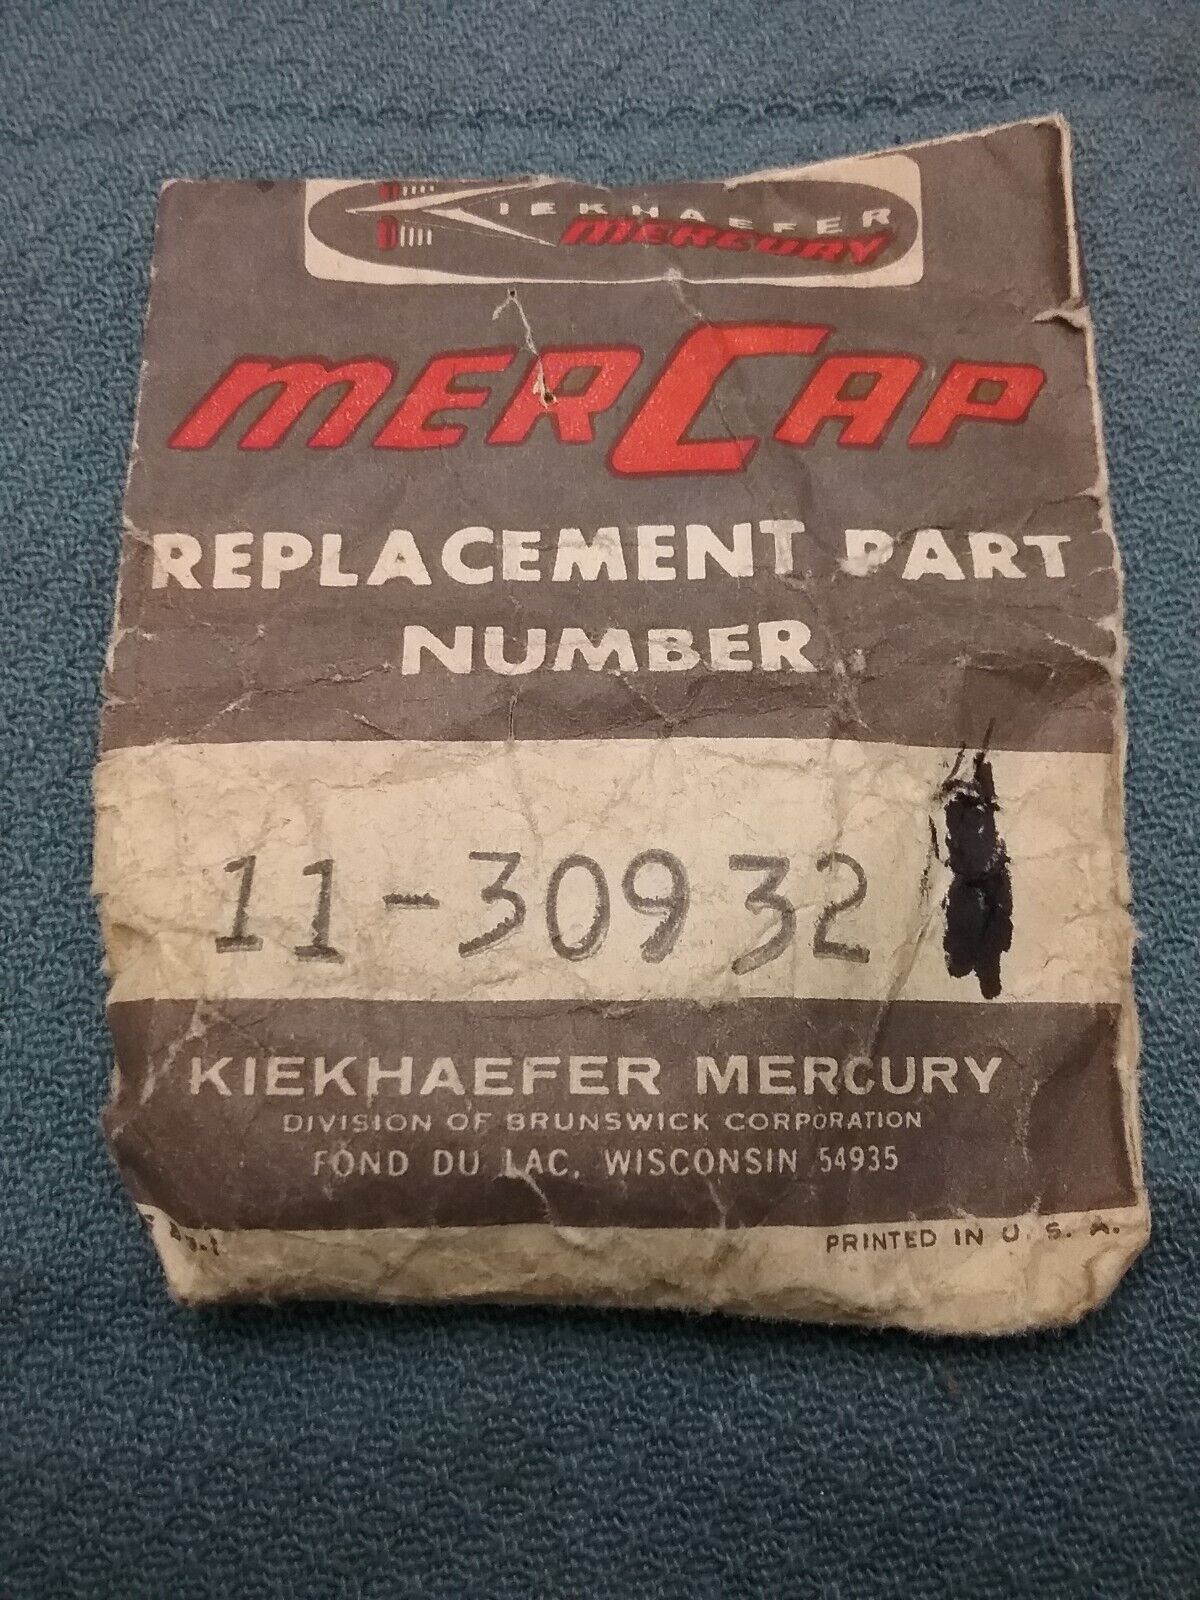 KIEKHAEFER
MERCURY
MERCAP
REPLACEMENT PART
NUMBER
11-30932
KIEKHAEFER MERCURY
DIVISION OF BRUNSWICK CORPORATION
FOND DU LAC, WISCONSIN 54935
PRINTED IN U. S. A.